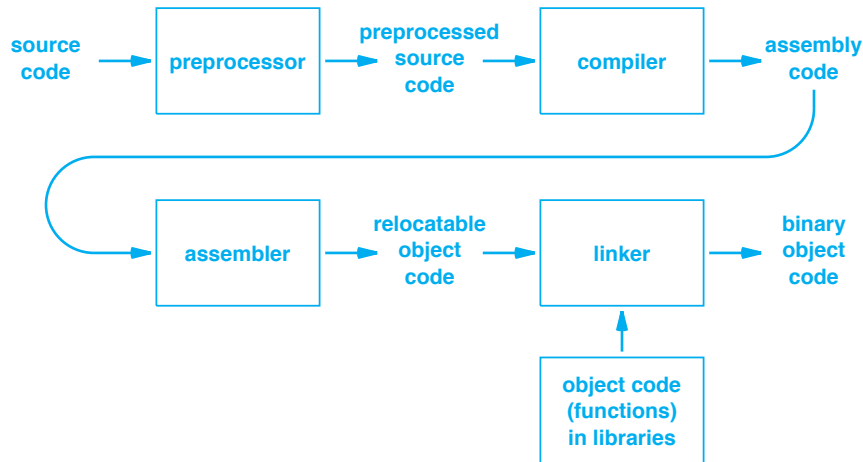 source
code
preprocessor
preprocessed
source
code
compiler
assembly
code
assembler
relocatable
object
code
linker
binary
object
code
object code
(functions)
in libraries